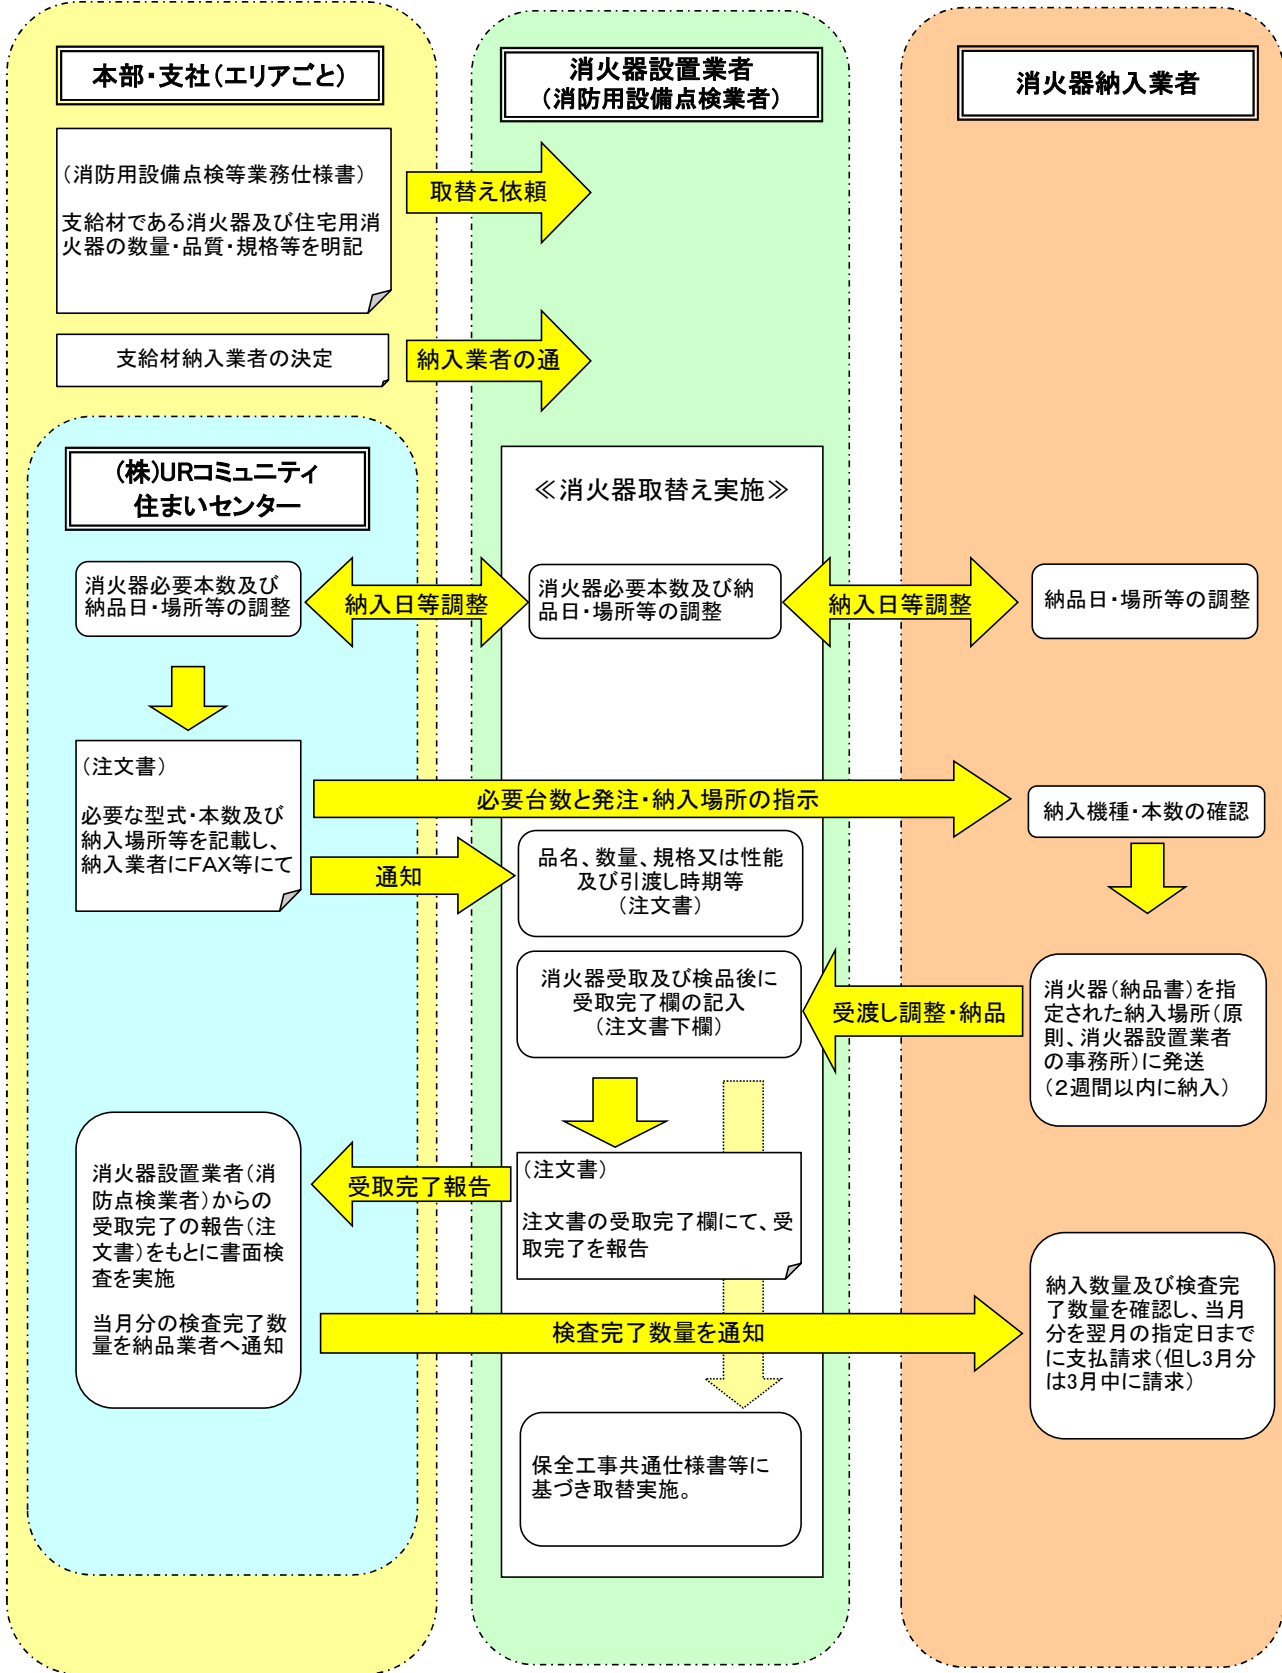 本部・支社（エリアごと）
消火器設置業者
（消防用設備点検業者）
消火器納入業者
（消防用設備点検等業務仕様書）
支給材である消火器及び住宅用消
火器の数量・品質・規格等を明記
取替え依頼
支給材納入業者の決定
納入業者の通
（株）URコミュニティ
住まいセンター
≪消火器取替え実施≫
消火器必要本数及び
納品日・場所等の調整
納入日等調整
消火器必要本数及び納
品日・場所等の調整
納入日等調整
納品日・場所等の調整
（注文書）
必要な型式・本数及び
納入場所等を記載し、
納入業者にFAX等にて
必要台数と発注・納入場所の指示
納入機種・本数の確認
通知
品名、数量、規格又は性能
及び引渡し時期等
（注文書）
消火器受取及び検品後に
受取完了欄の記入
（注文書下欄）
受渡し調整・納品
消火器（納品書）を指
定された納入場所（原
則、消火器設置業者
の事務所）に発送
（２週間以内に納入）
消火器設置業者（消
防点検業者）からの
受取完了の報告（注
文書）をもとに書面検
査を実施
当月分の検査完了数
量を納品業者へ通知
受取完了報告
（注文書）
注文書の受取完了欄にて、受
取完了を報告
検査完了数量を通知
納入数量及び検査完
了数量を確認し、当月
分を翌月の指定日まで
に支払請求（但し3月分
は3月中に請求）
保全工事共通仕様書等に
基づき取替実施。